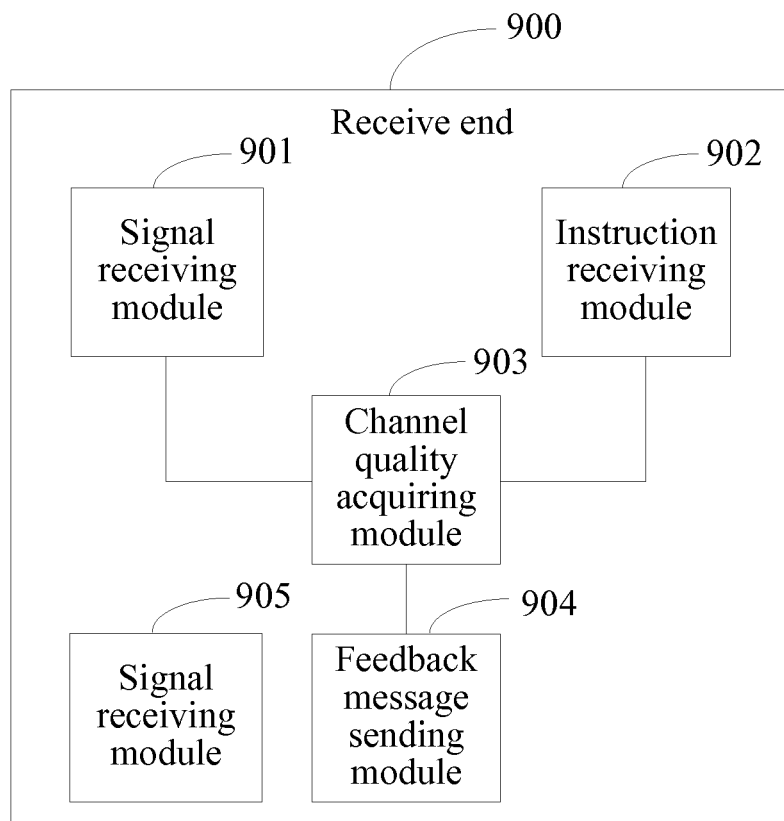 900
Receive end
901
Signal
receiving
module
902
Instruction
receiving
module
903
Channel
quality
acquiring
module
905
Signal
receiving
module
904
Feedback
message
sending
module